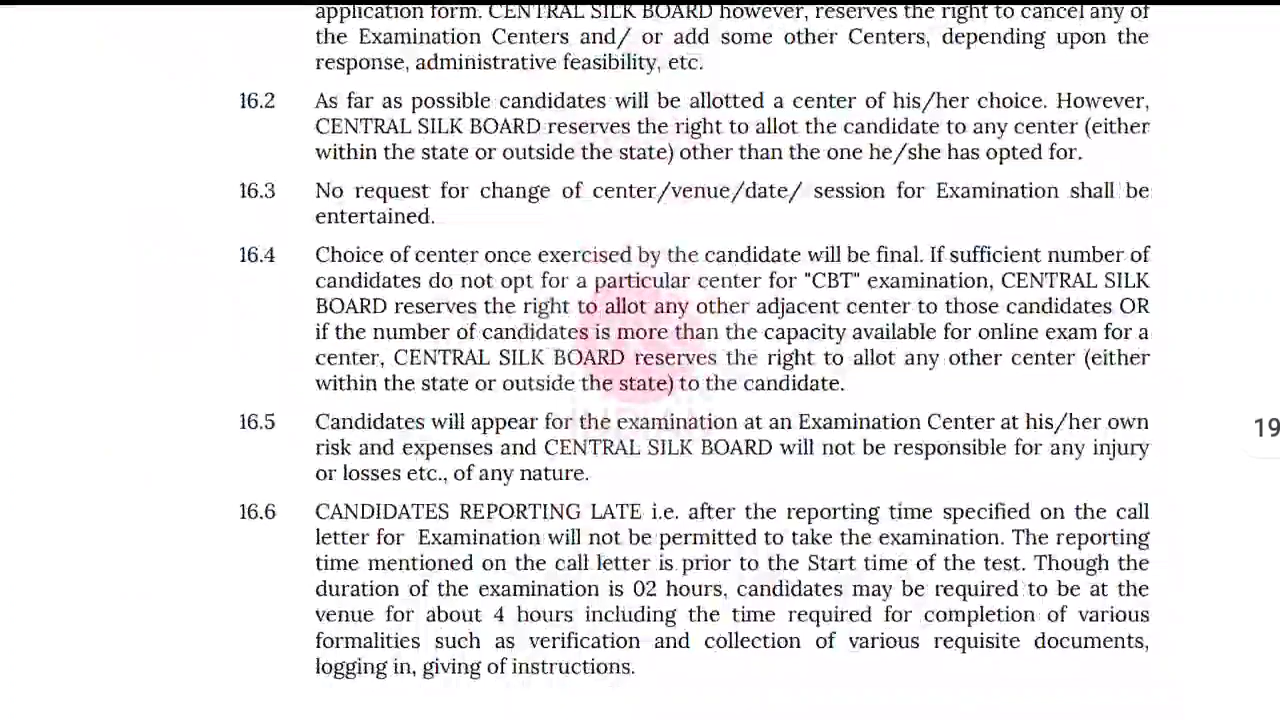 application form. CENTRAL SILK BOARD however, reserves the right to cancel any of
the Examination Centers and/ or add some other Centers, depending upon the
response, administrative feasibility, etc.
16.2 As far as possible candidates will be allotted a center of his/her choice. However,
CENTRAL SILK BOARD reserves the right to allot the candidate to any center (either
within the state or outside the state) other than the one he/she has opted for.
16.3 No request for change of center/venue/date/ session for Examination shall be
entertained.
16.4 Choice of center once exercised by the candidate will be final. If sufficient number of
candidates do not opt for a particular center for "CBT" examination, CENTRAL SILK
BOARD reserves the right to allot any other adjacent center to those candidates OR
if the number of candidates is more than the capacity available for online exam for a
center, CENTRAL SILK BOARD reserves the right to allot any other center (either
within the state or outside the state) to the candidate.
16.5 Candidates will appear for the examination at an Examination Center at his/her own
risk and expenses and CENTRAL SILK BOARD will not be responsible for any injury
or losses etc., of any nature.
19
16.6 CANDIDATES REPORTING LATE i.e. after the reporting time specified on the call
letter for Examination will not be permitted to take the examination. The reporting
time mentioned on the call letter is prior to the Start time of the test. Though the
duration of the examination is 02 hours, candidates may be required to be at the
venue for about 4 hours including the time required for completion of various
formalities such as verification and collection of various requisite documents,
logging in, giving of instructions.